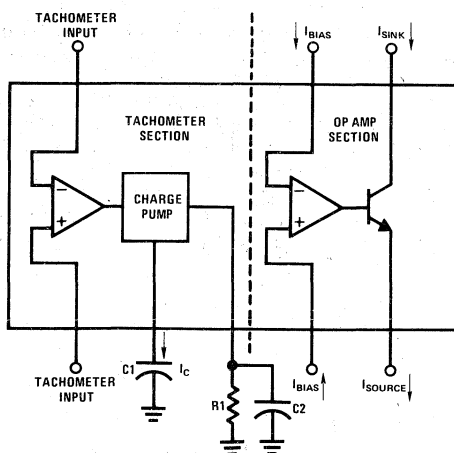 TACHOMETER
INPUT
I BIAS
I SINK
TACHOMETER
SECTION
OP AMP
SECTION
−
+
CHARGE
PUMP
−
+
C1
I C
TACHOMETER
INPUT
R1
C2
I BIAS
I SOURCE